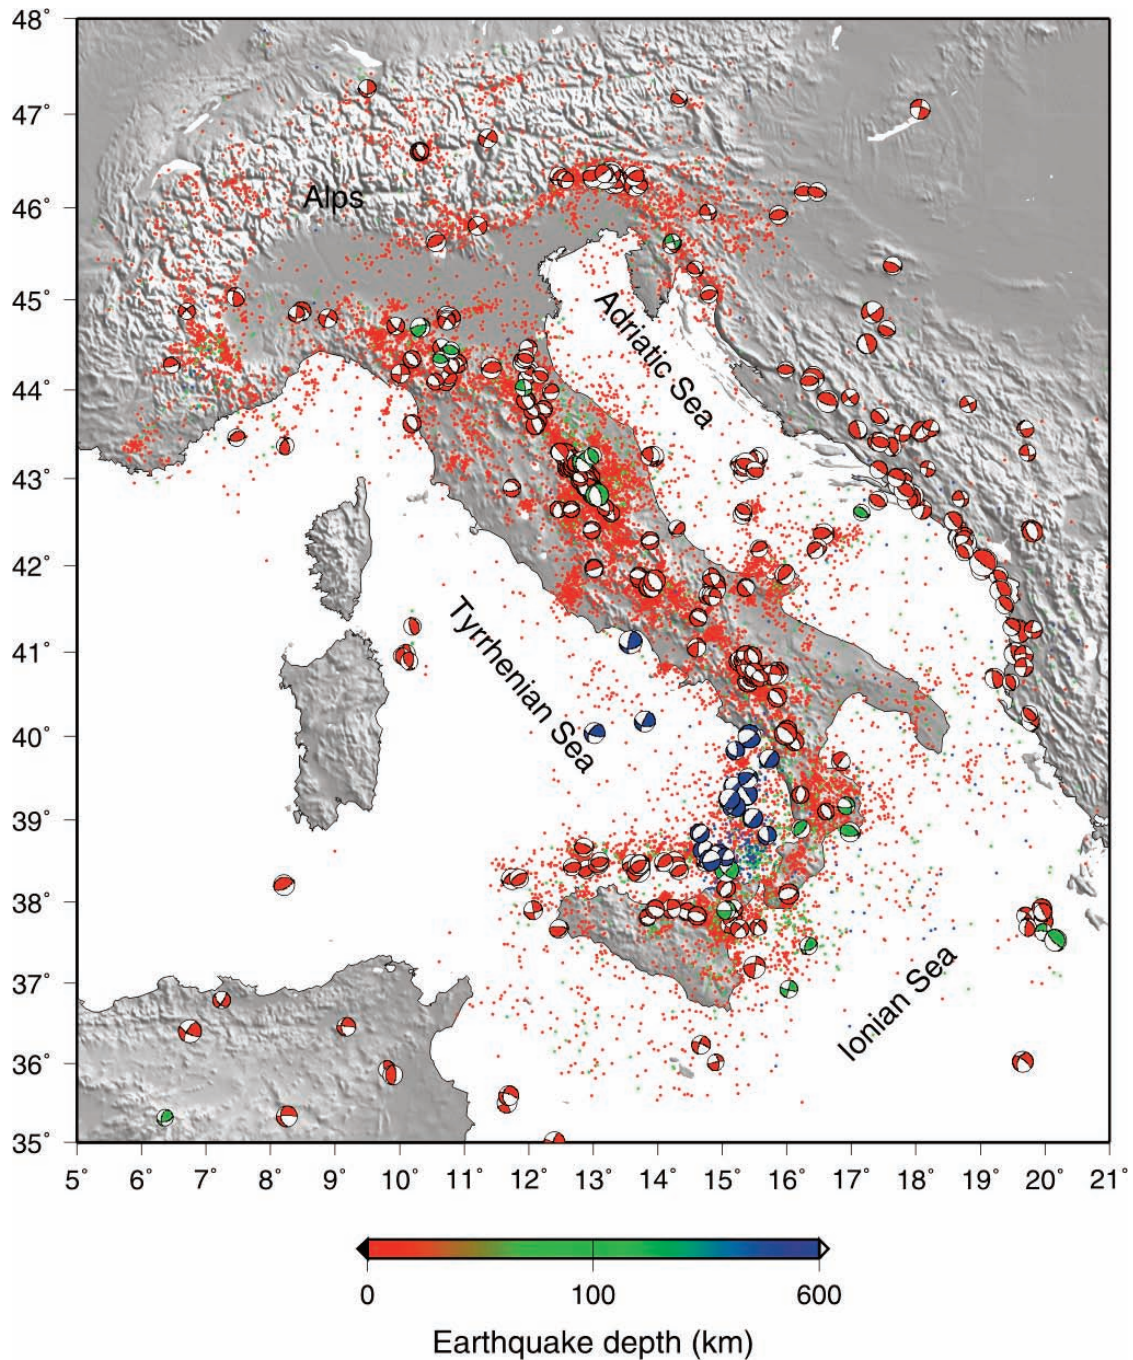 48˚
47˚
46˚
45˚
44˚
43˚
42˚
41˚
40˚
39˚
38˚
37˚
36˚
35˚
Alps
Adriatic Sea
Tyrrhenian Sea
Ionian Sea
5˚ 6˚ 7˚ 8˚ 9˚ 10˚ 11˚ 12˚ 13˚ 14˚ 15˚ 16˚ 17˚ 18˚ 19˚ 20˚ 21˚
0 100 600
Earthquake depth (km)